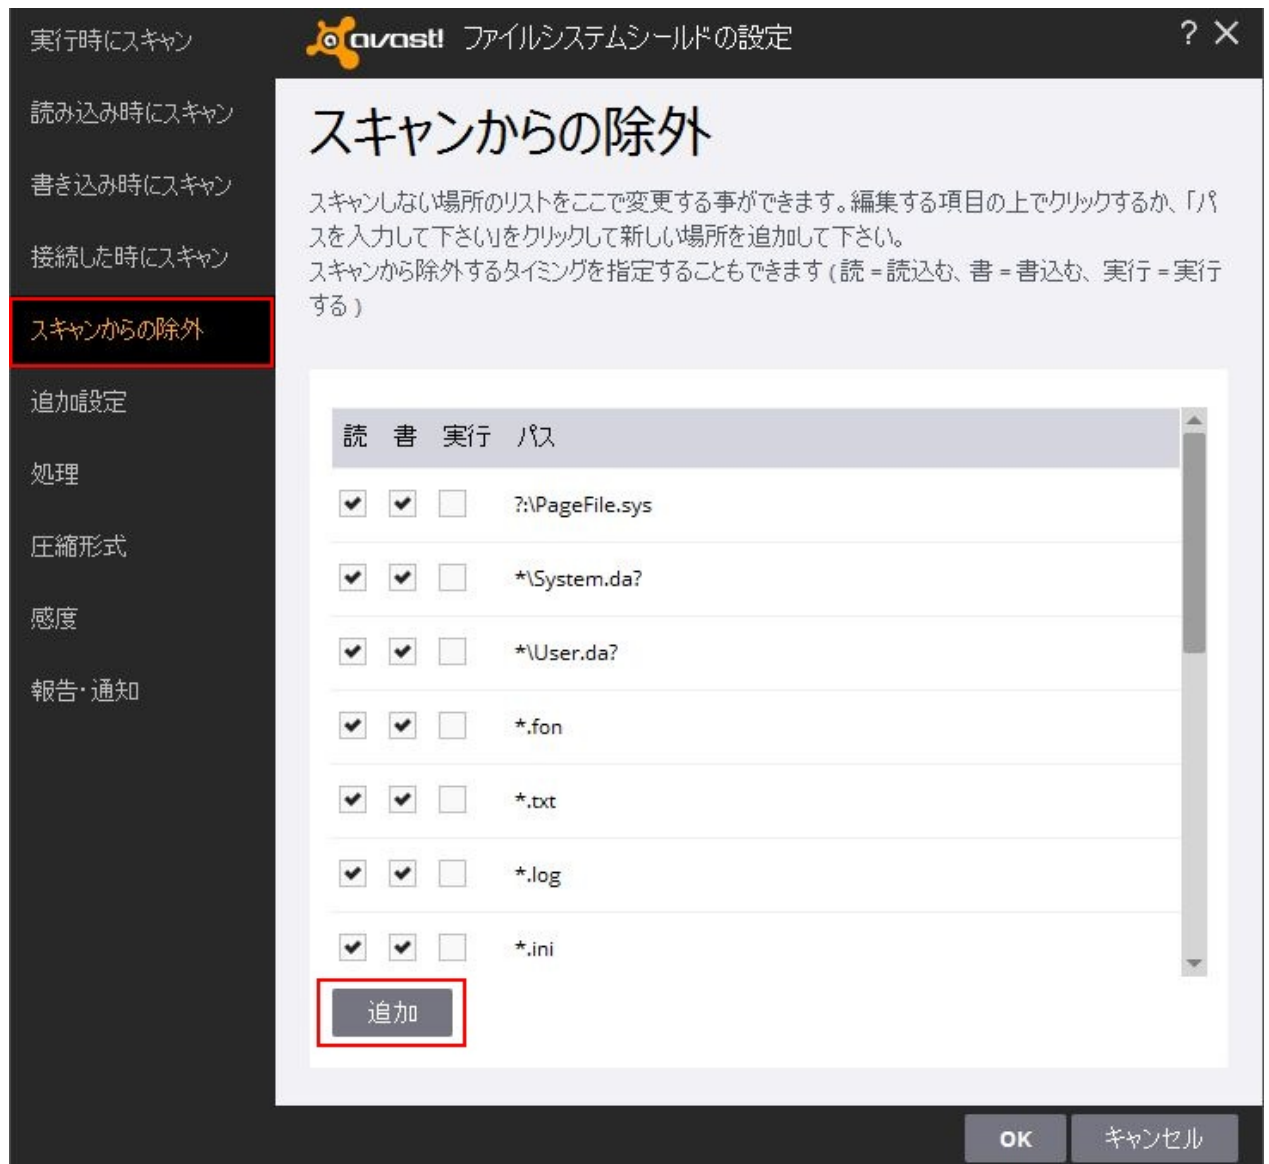 実行時にスキャン
読み込み時にスキャン
書き込み時にスキャン
接続した時にスキャン
スキャンからの除外
追加設定
処理
圧縮形式
感度
報告・通知
avast! ファイルシステムシールドの設定
? ×
スキャンからの除外
スキャンしない場所のリストをここで変更する事ができます。編集する項目の上でクリックするか、「パ
スを入力して下さい」をクリックして新しい場所を追加して下さい。
スキャンから除外するタイミングを指定することもできます ( 読 = 読込む、書 = 書込む、実行 = 実行
する )
読 書 実行 パス
?:\PageFile.sys
*\System.da?
*\User.da?
*.fon
*.txt
*.log
*.ini
追加
OK キャンセル